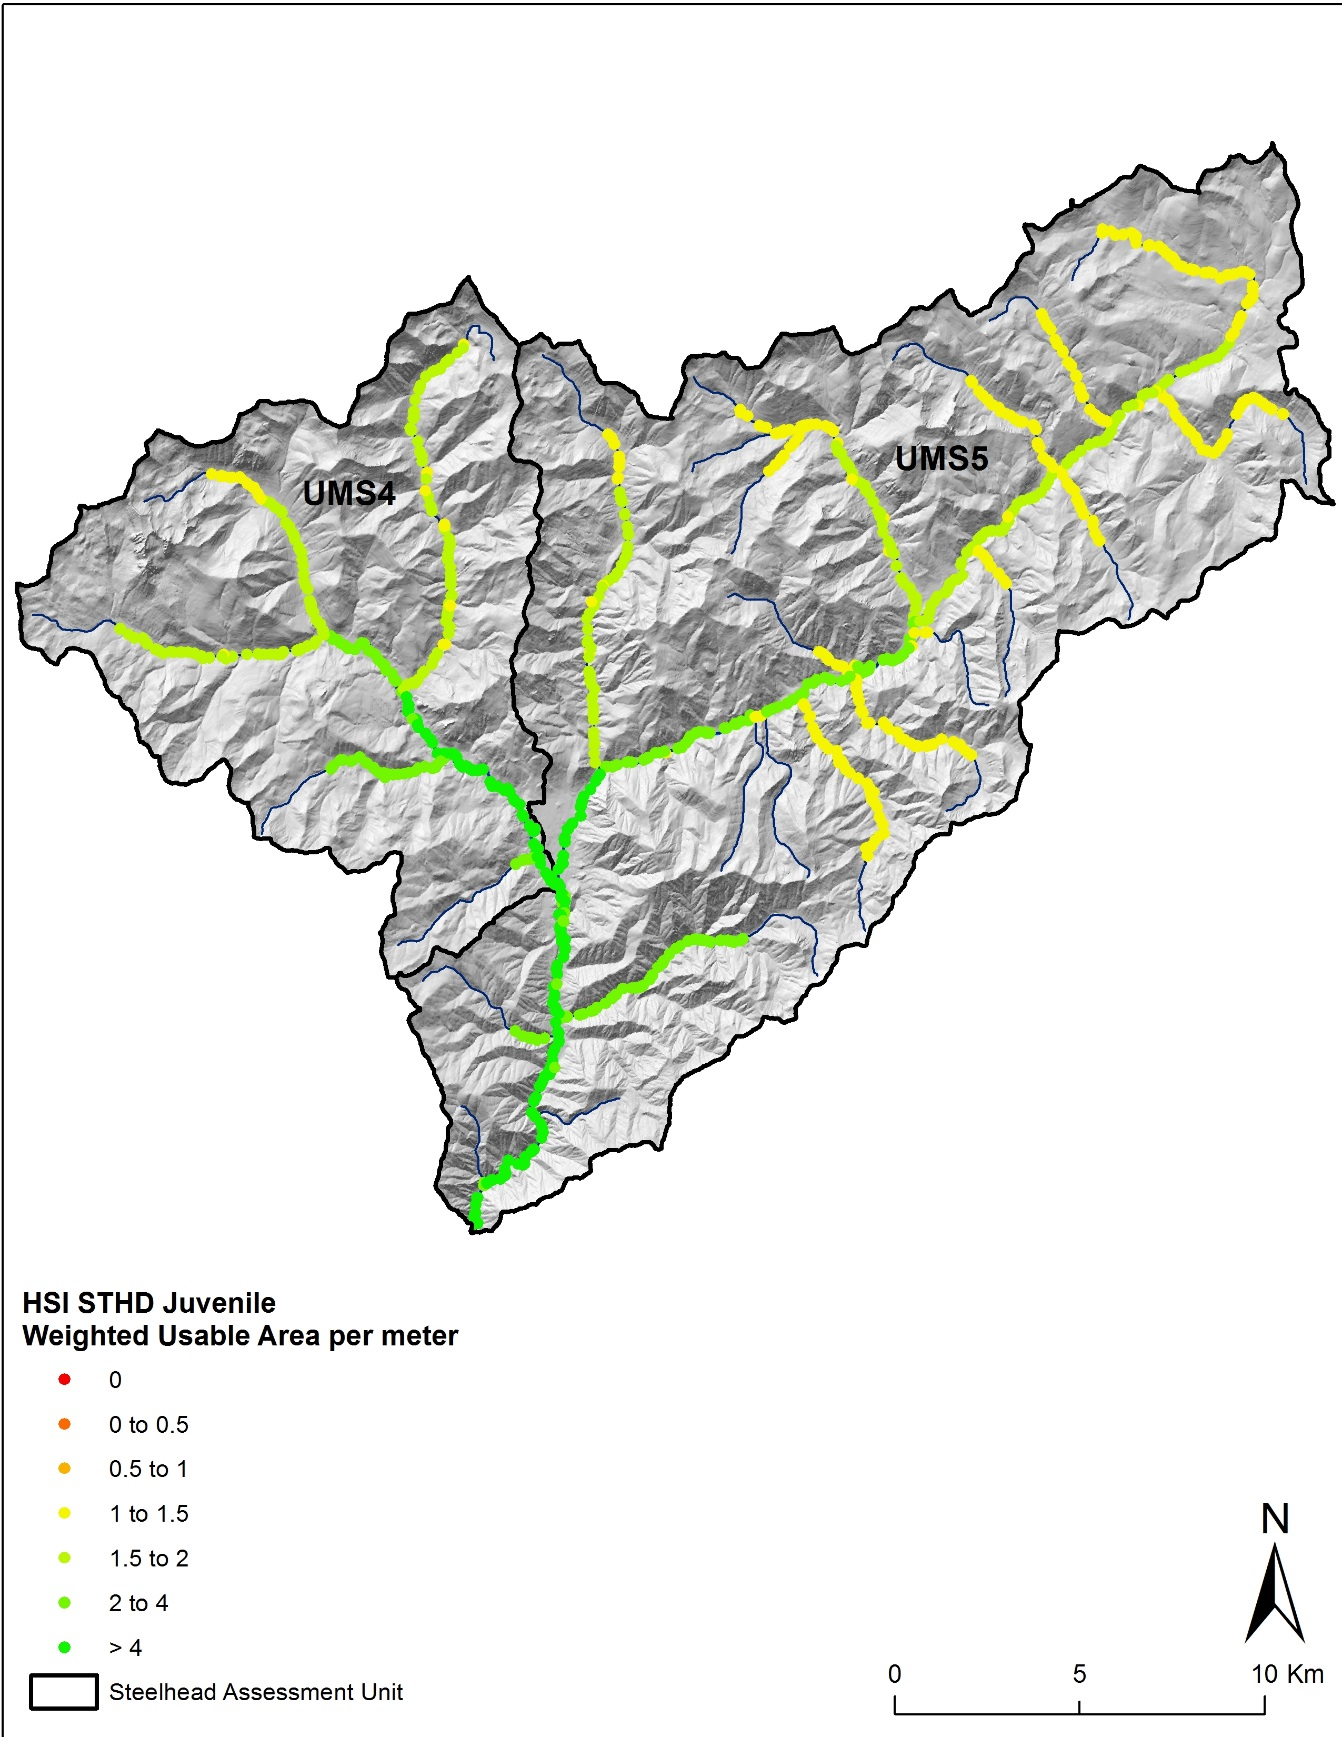 UMS5
UMS4
HSI STHD Juvenile
Weighted Usable Area per meter
0
0 to 0.5
0.5 to 1
1 to 1.5
1.5 to 2
2 to 4
> 4
Steelhead Assessment Unit
N
0 5 10 Km